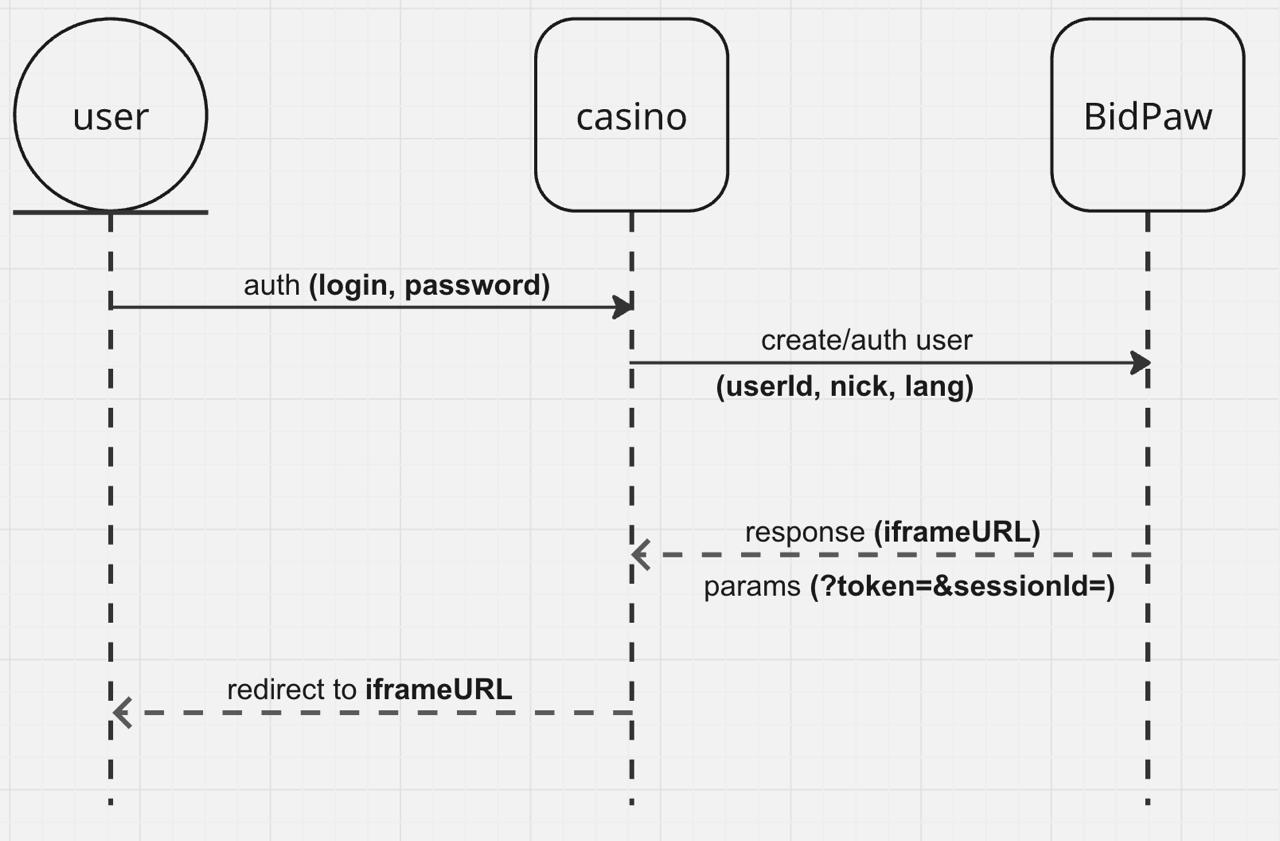 user
casino
BidPaw
auth (login, password)
create/auth user
(userId, nick, lang)
response (iframeURL)
params (?token=&sessionId=)
redirect to iframeURL